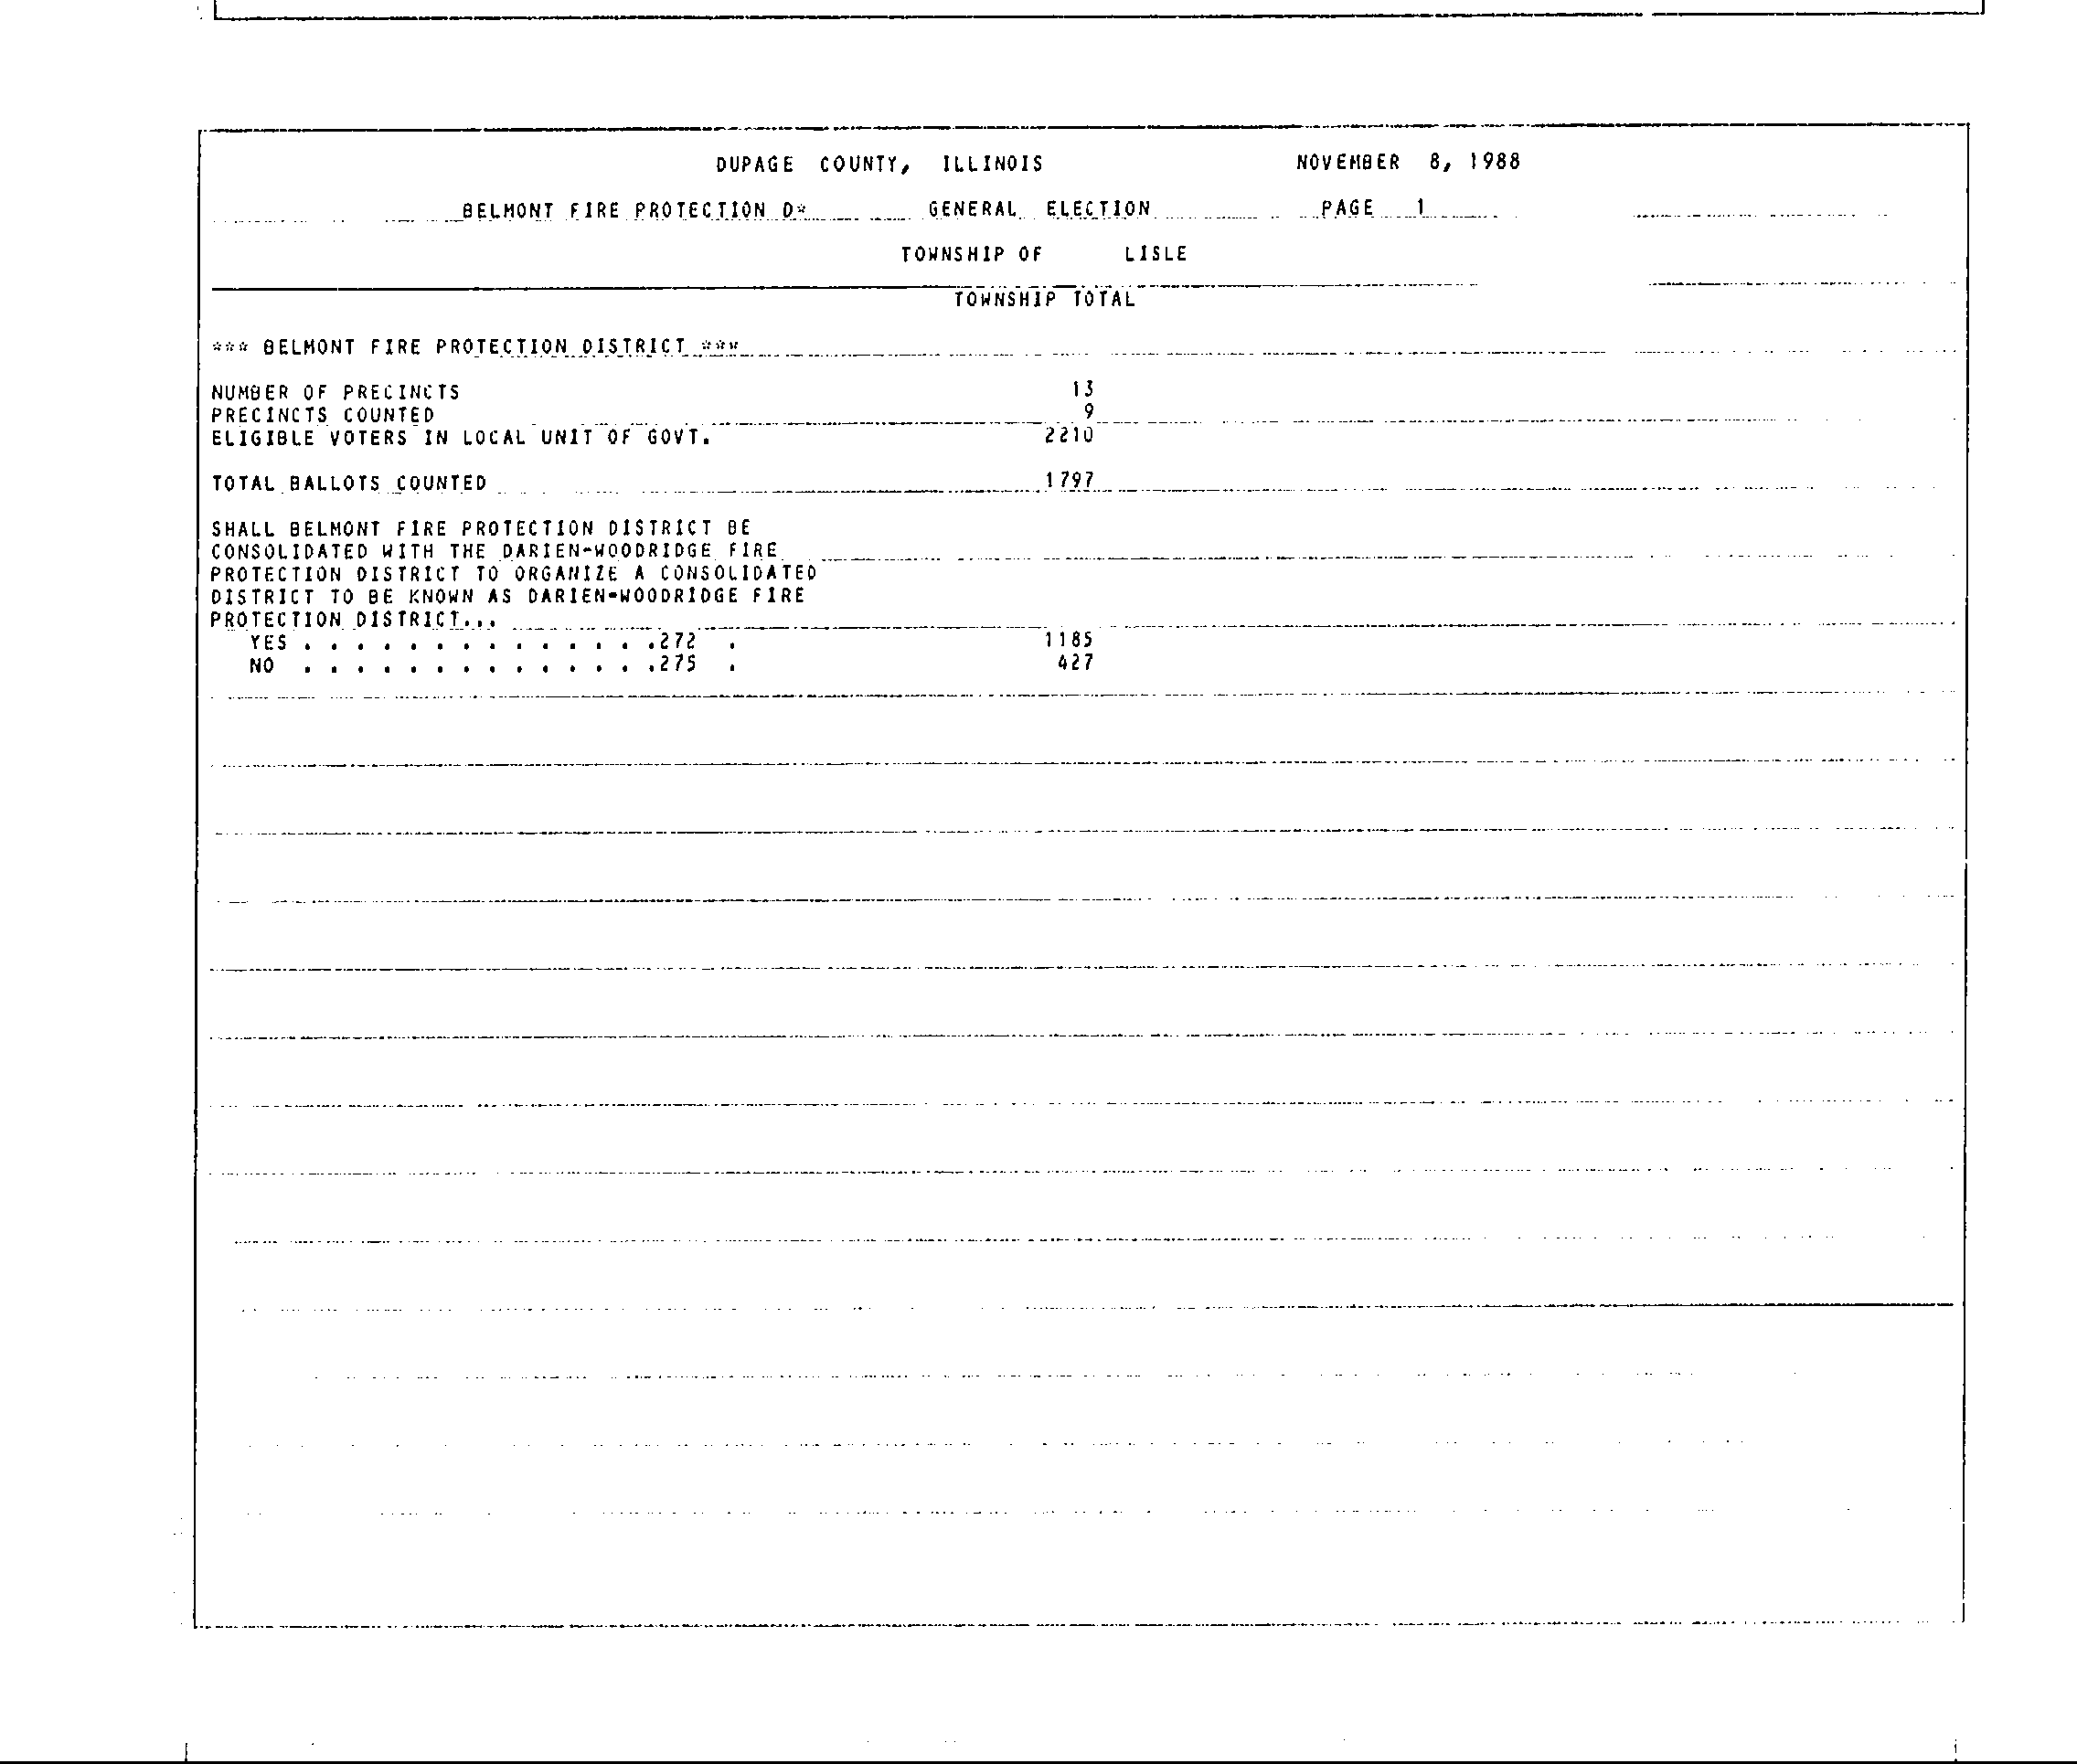 DUPAGE COUNTY, ILLINOIS NOVEMBER 8, 1988
BELMONT FIRE PROTECTION D* GENERAL ELECTION PAGE 1
TOWNSHIP OF LISLE
TOWNSHIP TOTAL
*** BELMONT FIRE PROTECTION DISTRICT ***
NUMBER OF PRECINCTS 13
PRECINCTS COUNTED 9
ELIGIBLE VOTERS IN LOCAL UNIT OF GOVT. 2210
TOTAL BALLOTS COUNTED 1797
SHALL BELMONT FIRE PROTECTION DISTRICT BE
CONSOLIDATED WITH THE DARIEN-WOODRIDGE FIRE
PROTECTION DISTRICT TO ORGANIZE A CONSOLIDATED
DISTRICT TO BE KNOWN AS DARIEN-WOODRIDGE FIRE
PROTECTION DISTRICT...
YES . . . . . . . . . . . . . .272 . 1185
NO . . . . . . . . . . . . . .275 . 427